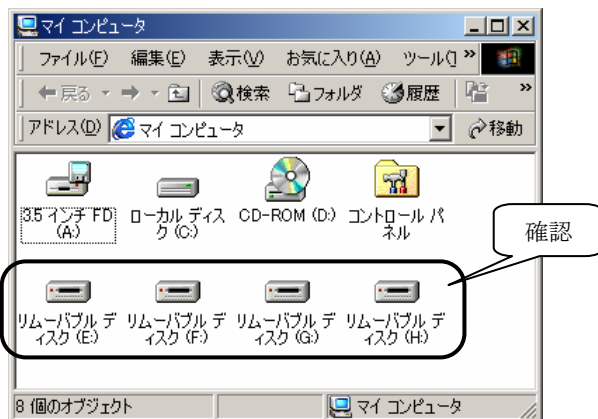 マイ コンピュータ
ファイル(F) 編集(E) 表示(V) お気に入り(A) ツール(T
戻る 検索 フォルダ 履歴
アドレス(D) マイ コンピュータ 移動
3.5 インチ FD
(A:)
ローカル ディス
ク (C:)
CD-ROM (D:)
コントロール パ
ネル
確認
リムーバブル デ
ィスク (E:)
リムーバブル デ
ィスク (F:)
リムーバブル デ
ィスク (G:)
リムーバブル デ
ィスク (H:)
8 個のオブジェクト マイ コンピュータ